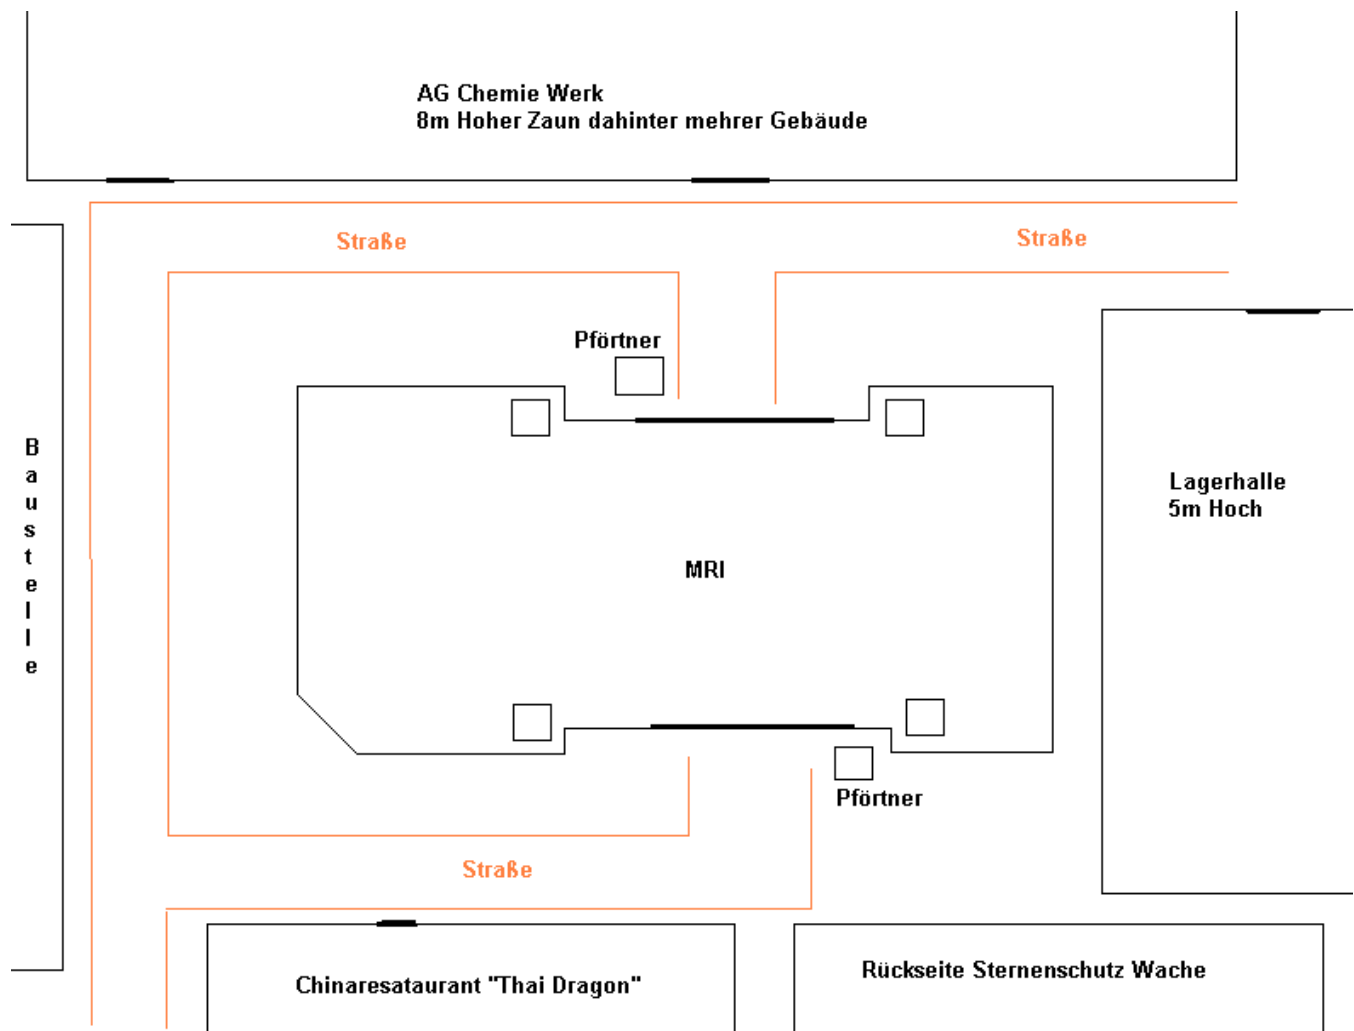 AG Chemie Werk
8m Hoher Zaun dahinter mehrer Gebäude
Straße
Straße
Pförtner
Baustelle
Lagerhalle
5m Hoch
MRI
Pförtner
Straße
Chinaresataurant "Thai Dragon"
Rückseite Sternenschutz Wache